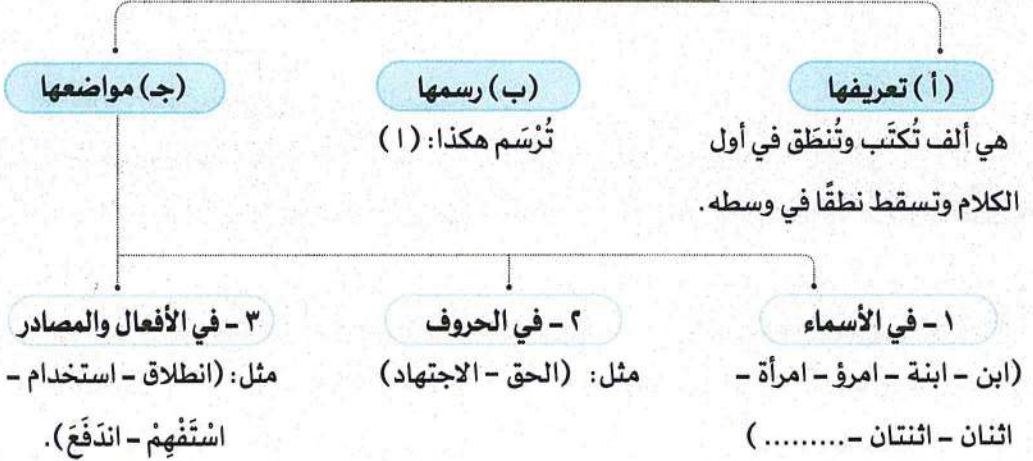 (أ) تعريفها
هي ألف تُكتَب وتُنطَق في أول
الكلام وتسقط نطقًا في وسطه.
(ب) رسمها
تُرْسَم هكذا: (ا)
(جـ) مواضعها
١ - في الأسماء
(ابن - ابنة - امرؤ - امرأة -
اثنان - اثنتان - .........)
٢ - في الحروف
مثل: (الحق - الاجتهاد)
٣ - في الأفعال والمصادر
مثل: (انطلاق - استخدام -
اسْتَفْهِمْ - اندَفَعَ).